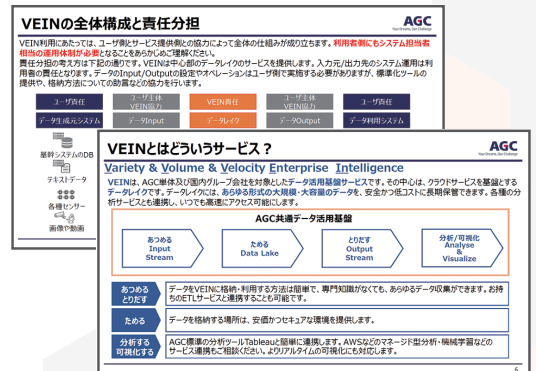 VEINの全体構成と責任分担
AGC
Your Dreams, Our Challenge
VEIN利用にあたっては、ユーザ側とサービス提供側との協力によって全体の仕組みが成り立ちます。利用者側にもシステム担当者
相当の運用体制が必要となることをあらかじめご理解ください。
責任分担の考え方は下記の通りです。VEINは中心部のデータレイクのサービスを提供します。入力元/出力先のシステム運用は利
用者の責任となります。データのInput/Outputの設定やオペレーションはユーザ側で実施する必要がありますが、標準化ツールの
提供や、格納方法についての助言などの協力を行います。
ユーザ責任
ユーザ主体
VEIN協力
VEIN責任
ユーザ主体
VEIN協力
ユーザ責任
データ生成元システム
データInput
データレイク
データOutput
データ利用システム
基幹システムのDB
テキストデータ
各種センサー
画像や動画
VEINとはどういうサービス？
AGC
Your Dreams, Our Challenge
Variety & Volume & Velocity Enterprise Intelligence
VEINは、AGC単体及び国内グループ会社を対象としたデータ活用基盤サービスです。その中心は、クラウドサービスを基盤とする
データレイクです。データレイクには、あらゆる形式の大規模・大容量のデータを、安全かつ低コストに長期保管できます。各種の分
析サービスとも連携し、いつでも高速にアクセス可能にします。
AGC共通データ活用基盤
あつめる
Input
Stream
ためる
Data Lake
とりだす
Output
Stream
分析/可視化
Analyse
&
Visualize
あつめる
とりだす
データをVEINに格納・利用する方法は簡単で、専門知識がなくても、あらゆるデータ収集ができます。お持
ちのETLサービスと連携することも可能です。
ためる
データを格納する場所は、安価かつセキュアな環境を提供します。
分析する
可視化する
AGC標準の分析ツールTableauと簡単に連携します。AWSなどのマネージド型分析・機械学習などの
サービス連携もご相談ください。よりリアルタイムの可視化にも対応します。
6